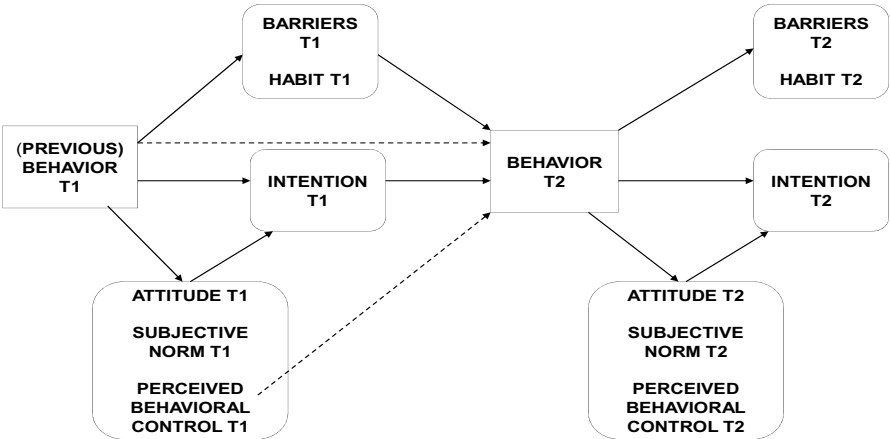 BARRIERS
T1
HABIT T1
BARRIERS
T2
HABIT T2
(PREVIOUS)
BEHAVIOR
T1
INTENTION
T1
BEHAVIOR
T2
INTENTION
T2
ATTITUDE T1
SUBJECTIVE
NORM T1
PERCEIVED
BEHAVIORAL
CONTROL T1
ATTITUDE T2
SUBJECTIVE
NORM T2
PERCEIVED
BEHAVIORAL
CONTROL T2